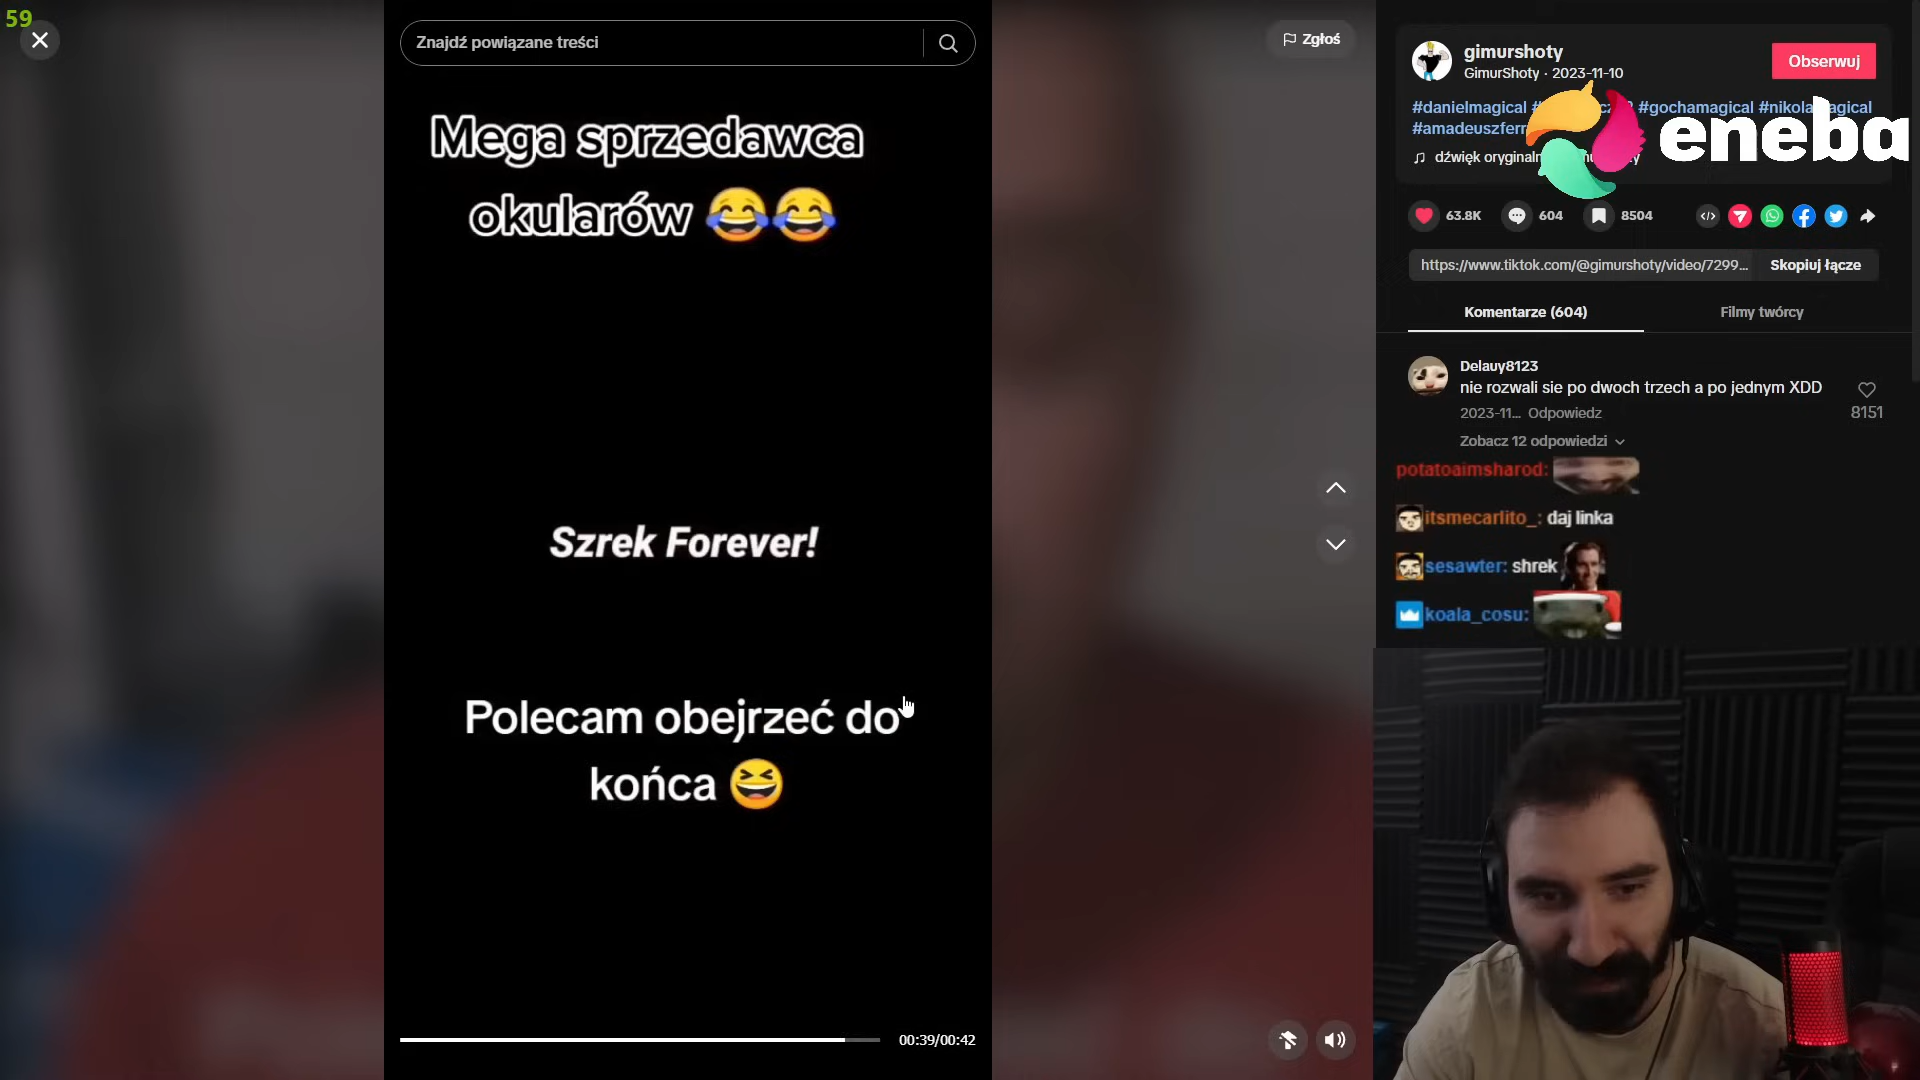 59
Znajdź powiązane treści
Zgłoś
Mega sprzedawca
okularów 😂😂
Szrek Forever!
Polecam obejrzeć do
końca 😆
00:39/00:42
gimurshoty
GimurShoty · 2023-11-10
Obserwuj
#danielmagical #gochamagical
eneba
63.8K
604
8504
https://www.tiktok.com/@gimurshoty/video/7299...
Skopiuj łącze
Komentarze (604)
Filmy twórcy
Delauy8123
nie rozwali sie po dwoch trzech a po jednym XDD
2023-11... Odpowiedz
8151
Zobacz 12 odpowiedzi
potatoaimsharod:
itsmecarlito_: daj linka
sesawter: shrek
koala_cosu: